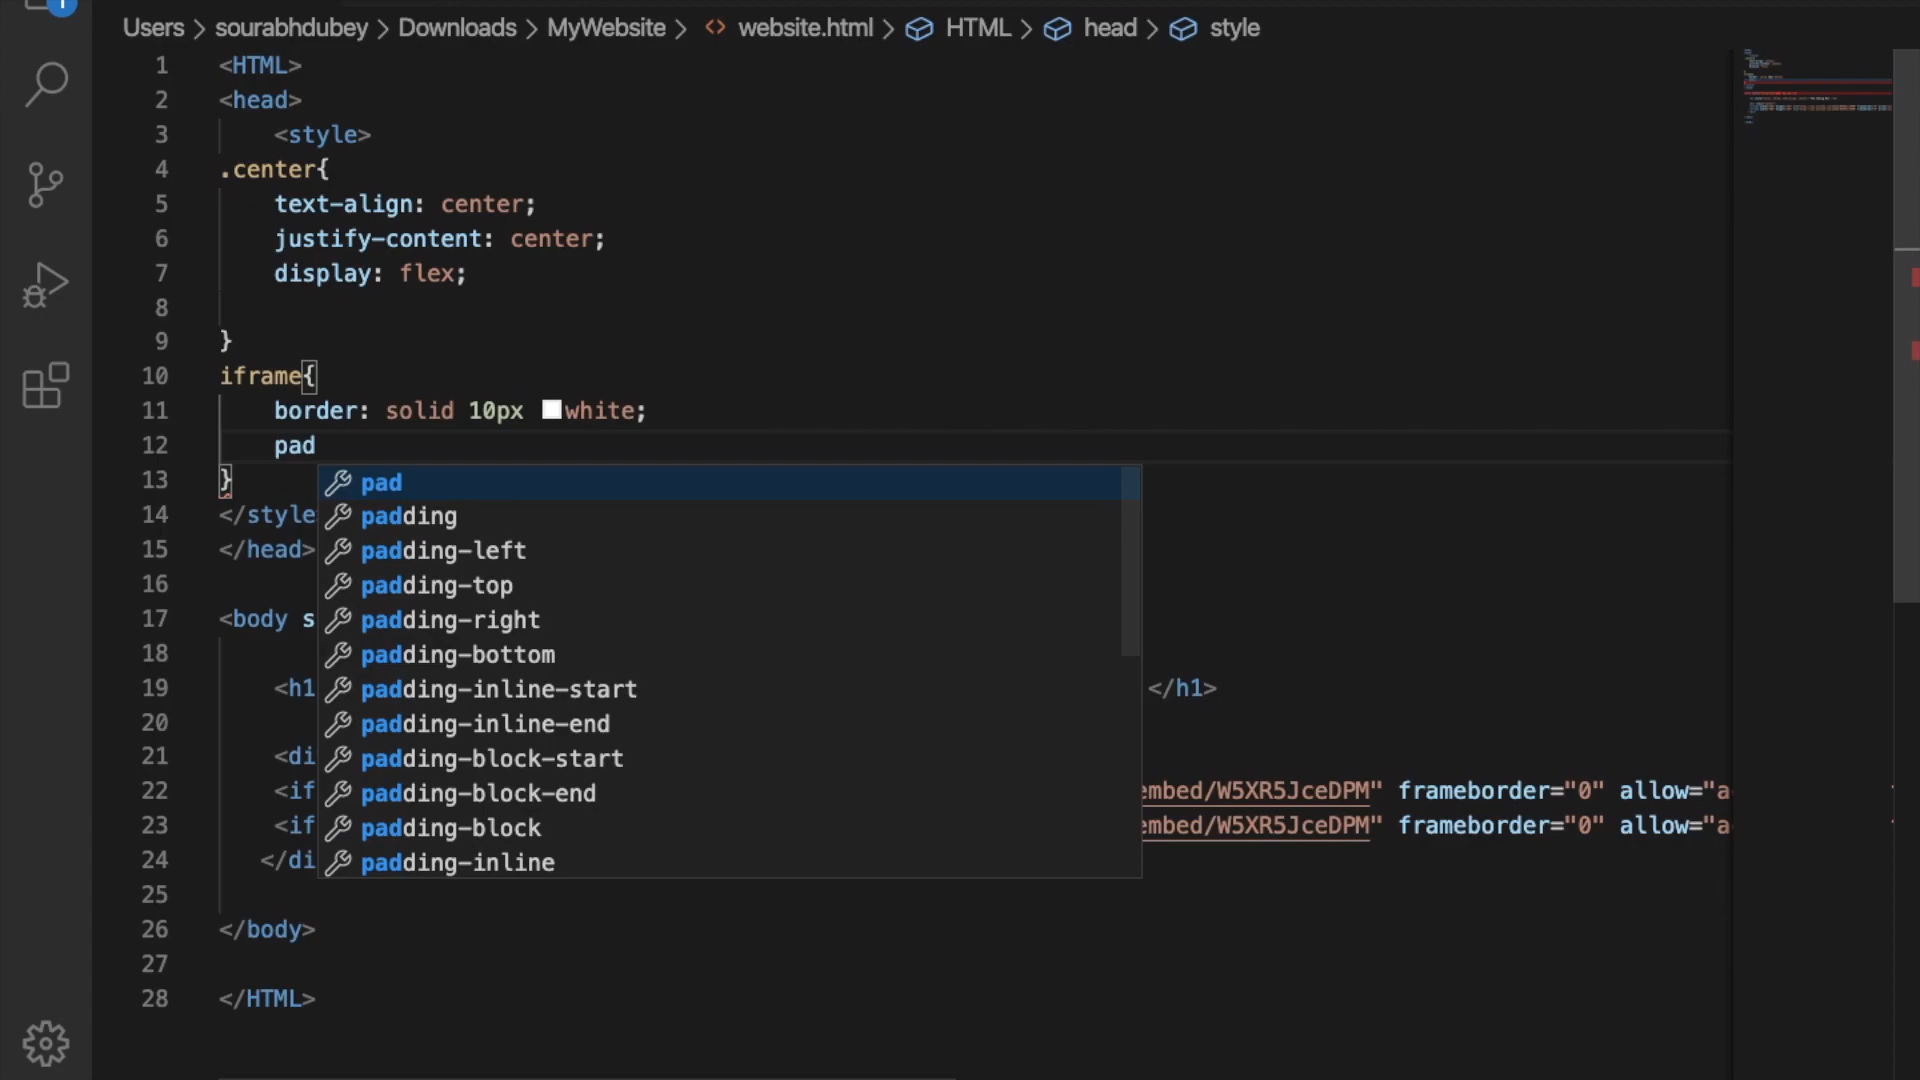 1
Users > sourabhdubey > Downloads > MyWebsite > website.html > HTML > head > style
1 <HTML>
2 <head>
3 <style>
4 .center{
5 text-align: center;
6 justify-content: center;
7 display: flex;
8
9 }
10 iframe{
11 border: solid 10px white;
12 pad
13 }
14 </style
15 </head>
16
17 <body s
18
19 <h1 </h1>
20
21 <di
22 <if embed/W5XR5JceDPM" frameborder="0" allow="a
23 <if embed/W5XR5JceDPM" frameborder="0" allow="a
24 </di
25
26 </body>
27
28 </HTML>
pad
padding
padding-left
padding-top
padding-right
padding-bottom
padding-inline-start
padding-inline-end
padding-block-start
padding-block-end
padding-block
padding-inline